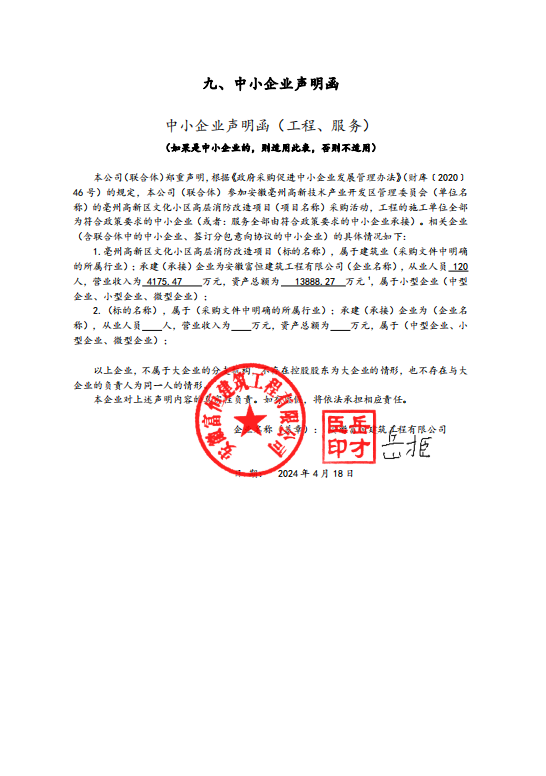 九、中小企业声明函
中小企业声明函（工程、服务）
（如果是中小企业的，则适用此表，否则不适用）
本公司（联合体）郑重声明，根据《政府采购促进中小企业发展管理办法》（财库〔2020〕
46 号）的规定，本公司（联合体）参加安徽亳州高新技术产业开发区管理委员会（单位名
称）的亳州高新区文化小区高层消防改造项目（项目名称）采购活动，工程的施工单位全部
为符合政策要求的中小企业（或者：服务全部由符合政策要求的中小企业承接）。相关企业
（含联合体中的中小企业、签订分包意向协议的中小企业）的具体情况如下：
1. 亳州高新区文化小区高层消防改造项目（标的名称），属于建筑业（采购文件中明确
的所属行业）；承建（承接）企业为安徽富恒建筑工程有限公司（企业名称），从业人员 120
人，营业收入为 4175.47 万元，资产总额为 13888.27 万元¹，属于小型企业（中型
企业、小型企业、微型企业）；
2. （标的名称），属于（采购文件中明确的所属行业）；承建（承接）企业为（企业名
称），从业人员____人，营业收入为____万元，资产总额为____万元，属于（中型企业、小
型企业、微型企业）；
以上企业，不属于大企业的分支机构，不存在控股股东为大企业的情形，也不存在与大
企业的负责人为同一人的情形。
本企业对上述声明内容的真实性负责。如有虚假，将依法承担相应责任。
企业名称（盖章）：安徽富恒建筑工程有限公司
日 期： 2024 年 4 月 18 日
安徽富恒建筑工程有限公司
岳才
印